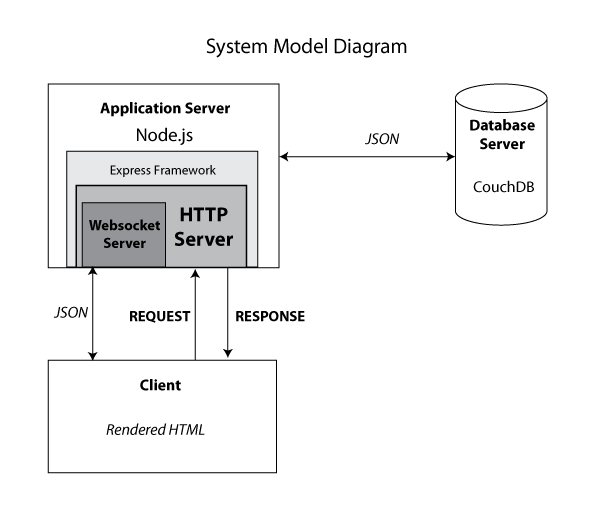 System Model Diagram
Application Server
Node.js
Express Framework
Websocket
Server
HTTP
Server
JSON
Database
Server
CouchDB
JSON
REQUEST
RESPONSE
Client
Rendered HTML